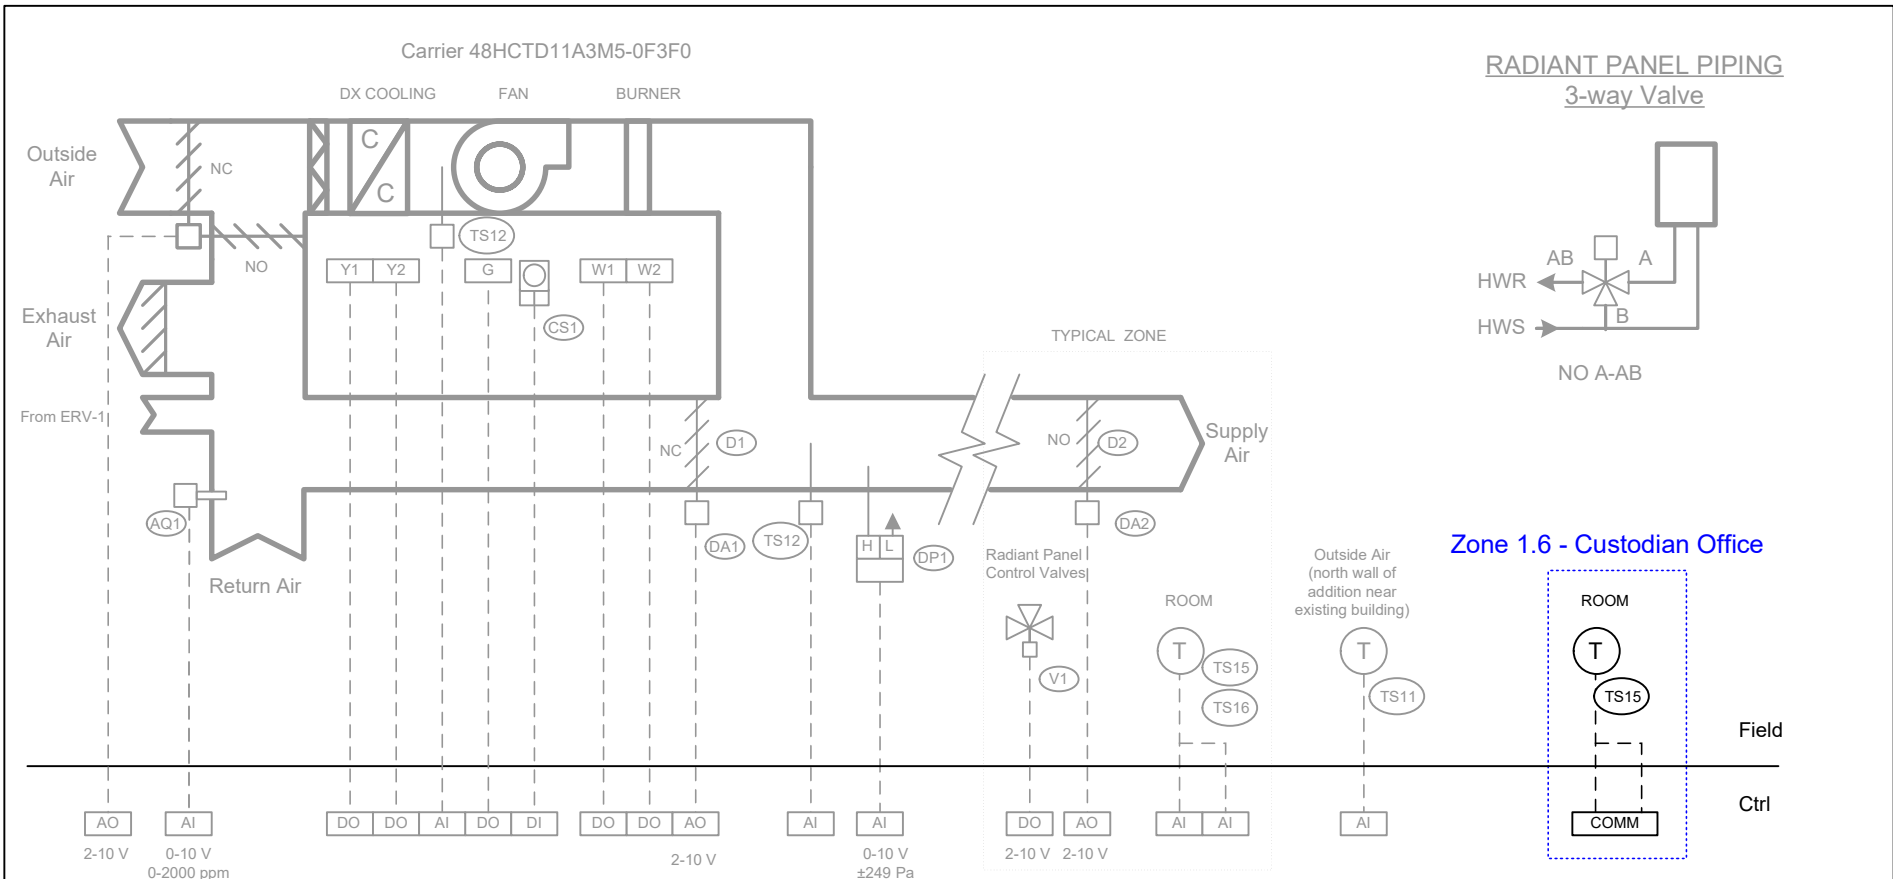 Carrier 48HCTD11A3M5-0F3F0
RADIANT PANEL PIPING
3-way Valve
DX COOLING
FAN
BURNER
Outside
Air
NC
C
C
TS12
NO
Y1
Y2
G
W1
W2
CS1
Exhaust
Air
From ERV-1
AB
A
HWR
HWS
B
NO A-AB
TYPICAL ZONE
NC
D1
NO
D2
Supply
Air
AQ1
Return Air
DA1
TS12
H
L
DP1
DA2
Radiant Panel
Control Valves
V1
ROOM
T
TS15
TS16
Outside Air
(north wall of
addition near
existing building)
T
TS11
Zone 1.6 - Custodian Office
ROOM
T
TS15
Field
Ctrl
AO
AI
DO
DO
AI
DO
DI
DO
DO
AO
AI
AI
DO
AO
AI
AI
AI
COMM
2-10 V
0-10 V
0-2000 ppm
2-10 V
0-10 V
±249 Pa
2-10 V
2-10 V